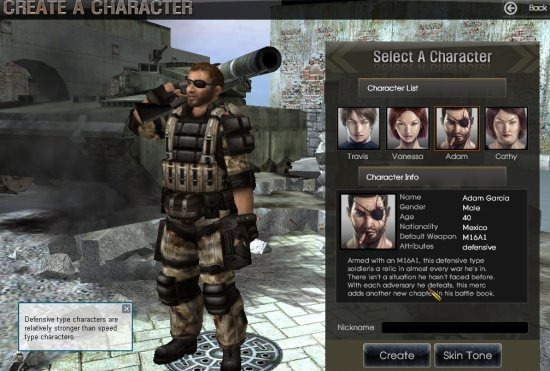 CREATE A CHARACTER
Back
Select A Character
Character List
Travis
Vanessa
Adam
Cathy
Character Info
Name Adam Garcia
Gender Male
Age 40
Nationality Mexico
Default Weapon M16A1
Attributes defensive
Armed with an M16A1, this defensive type
soldieris a relic in almost every war he's in.
There isn't a situation he hasn't faced before.
With each adversary he defeats, this merc
adds another new chapter in his battle book.
Defensive type characters are
relatively stronger than speed
type characters.
Nickname
Create
Skin Tone